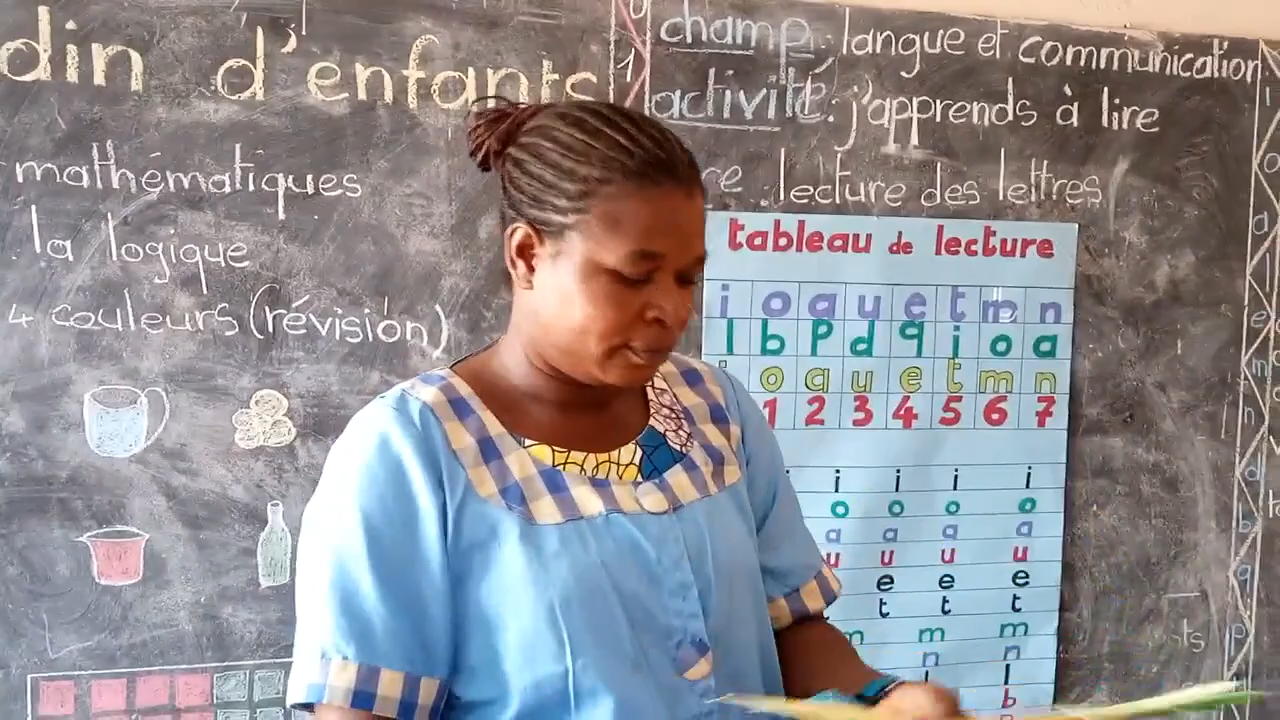 din d'enfants
mathématiques
la logique
4 couleurs (révision)
champ : langue et communication
activité : j'apprends à lire
re : lecture des lettres
tableau de lecture
i o a u e t m n
l b p d q j o a
i o a u e t m n
1 2 3 4 5 6 7
i i i i
o o o o
a a a a
u u u u
e e e
t t t
m m m
n n
l l
b